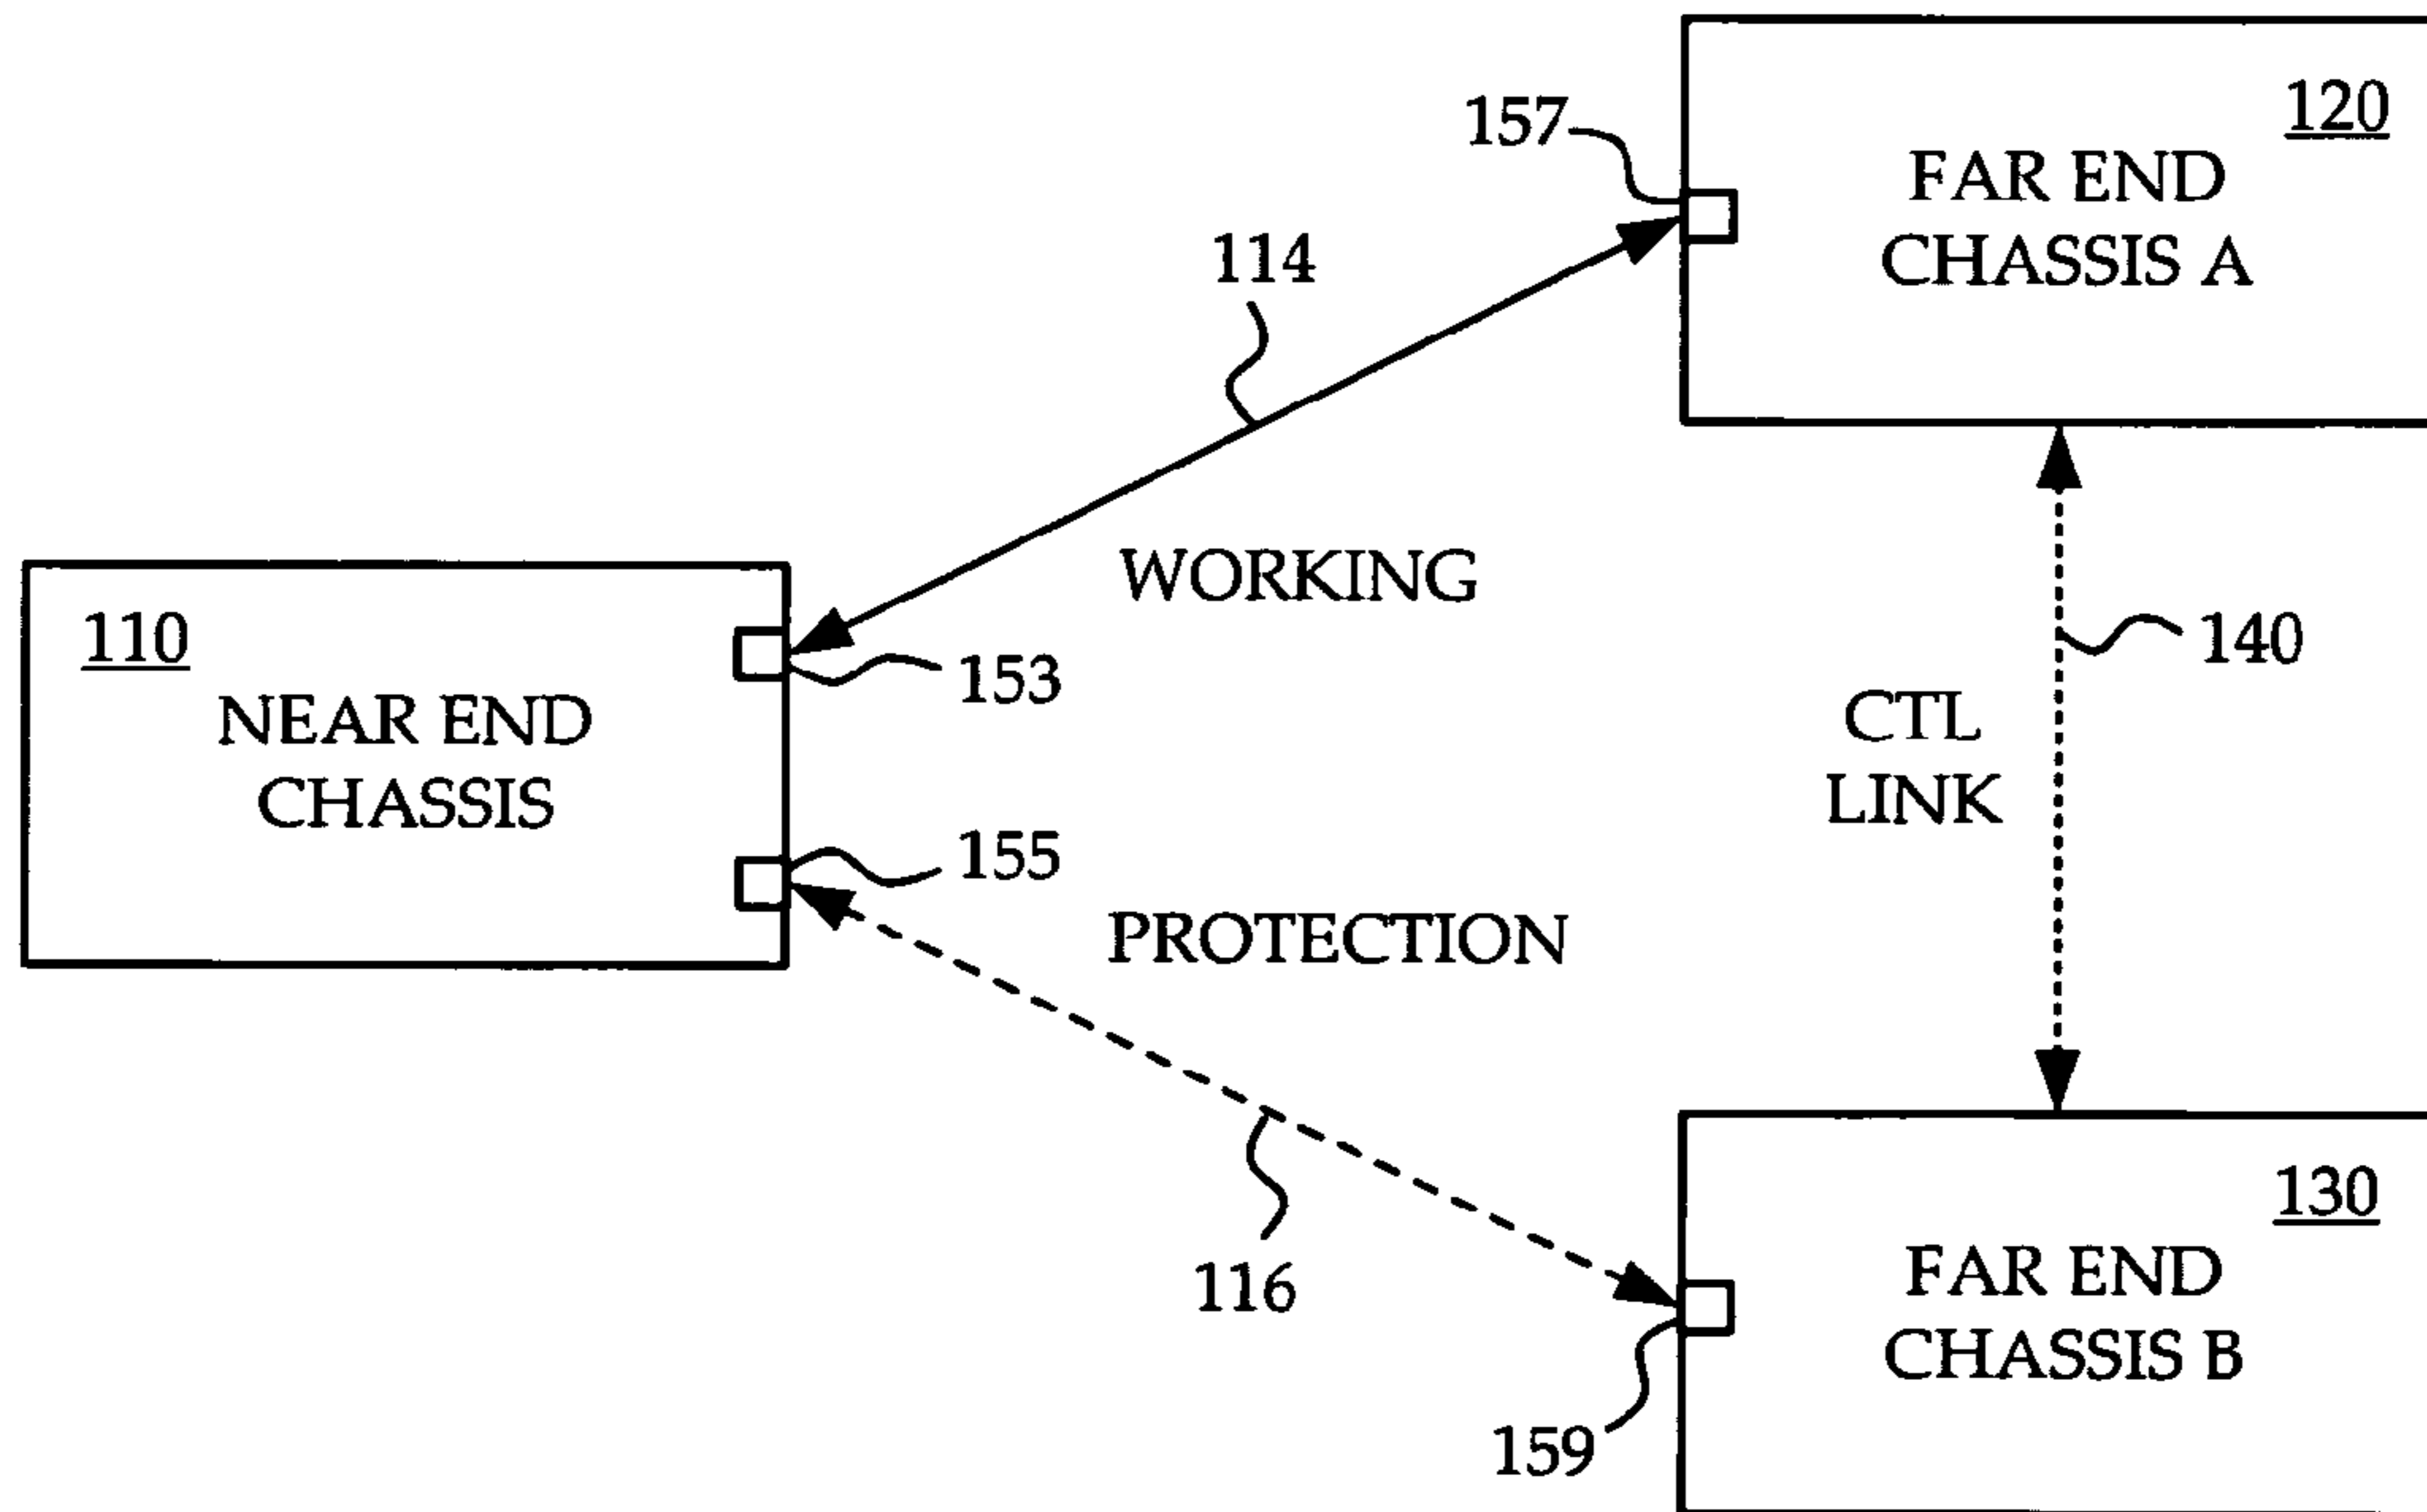 120
FAR END
CHASSIS A
157
114
WORKING
110
NEAR END
CHASSIS
153
140
CTL
LINK
155
PROTECTION
116
130
FAR END
CHASSIS B
159